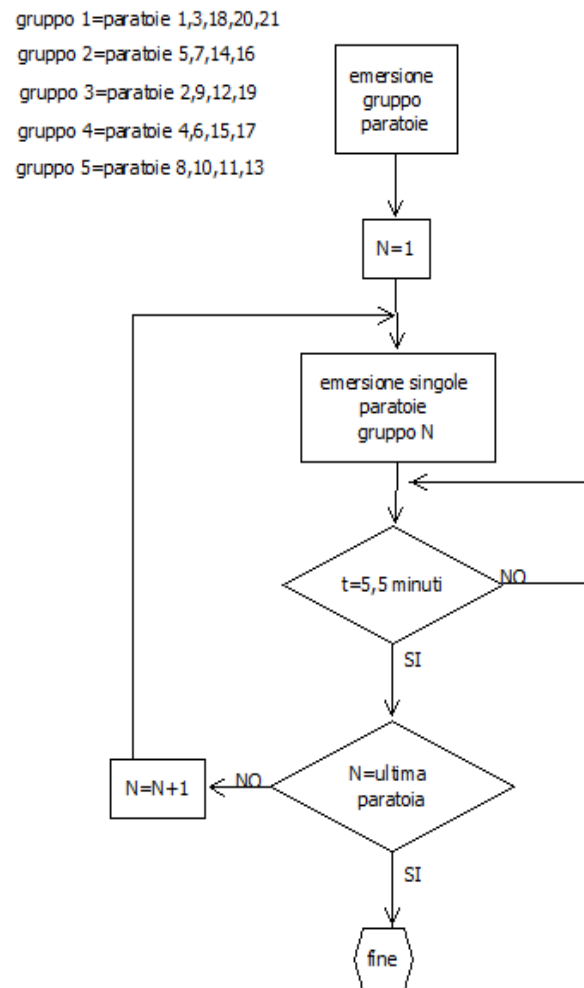 gruppo 1=paratoie 1,3,18,20,21
gruppo 2=paratoie 5,7,14,16
gruppo 3=paratoie 2,9,12,19
gruppo 4=paratoie 4,6,15,17
gruppo 5=paratoie 8,10,11,13
emersione
gruppo
paratoie
N=1
emersione singole
paratoie
gruppo N
t=5,5 minuti
NO
SI
N=ultima
paratoia
NO
N=N+1
SI
fine